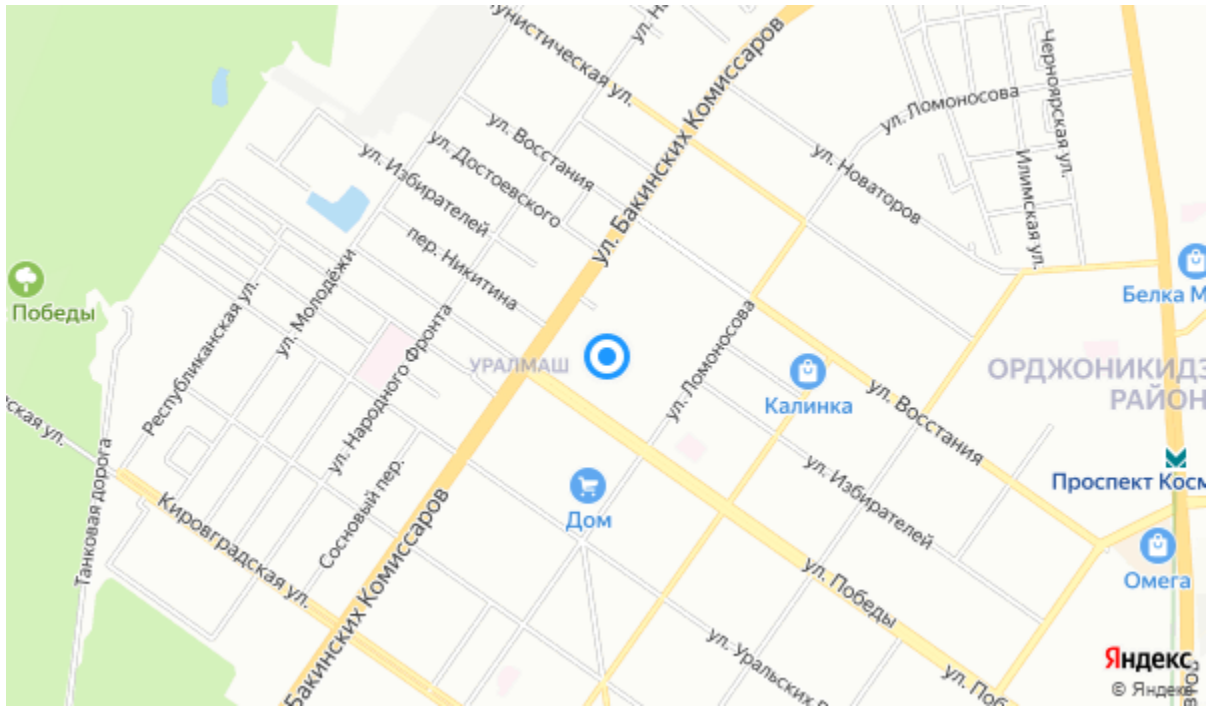 нистическая ул.
ул. Бакинских Комиссаров
ул. Ломоносова
Черноярская ул.
Илимская ул.
ул. Новаторов
ул. Восстания
ул. Достоевского
ул. Избирателей
пер. Никитина
Победы
Республиканская ул.
ул. Молодёжи
ул. Народного Фронта
УРАЛМАШ
ул. Ломоносова
Калинка
Белка М
ОРДЖОНИКИДЗ
РАЙОН
ул. Восстания
Проспект Косм
ская ул.
Танковая дорога
Кировградская ул.
Сосновый пер.
Бакинских Комиссаров
Дом
ул. Избирателей
Омега
ул. Победы
ул. Уральских
ул. Поб
Яндекс
© Яндекс